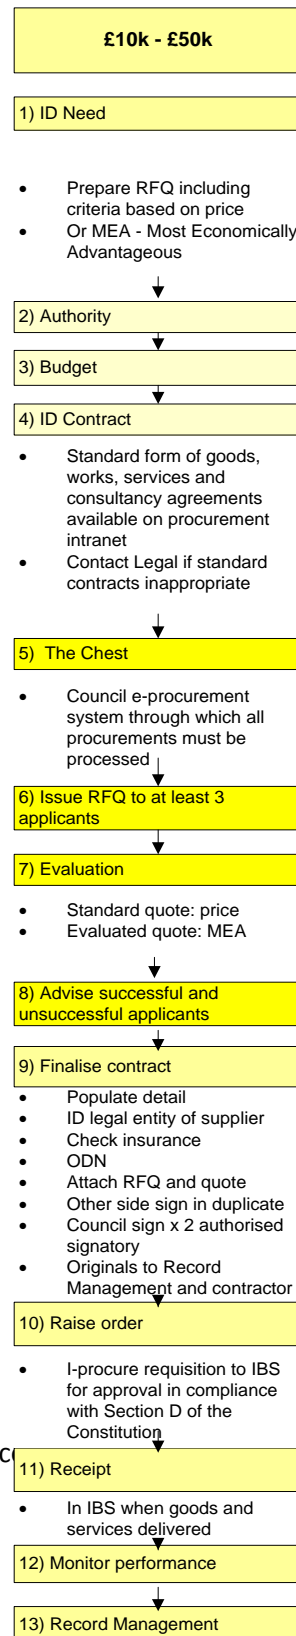 £10k - £50k
1) ID Need
• Prepare RFQ including
criteria based on price
• Or MEA - Most Economically
Advantageous
2) Authority
3) Budget
4) ID Contract
• Standard form of goods,
works, services and
consultancy agreements
available on procurement
intranet
• Contact Legal if standard
contracts inappropriate
5) The Chest
• Council e-procurement
system through which all
procurements must be
processed
6) Issue RFQ to at least 3
applicants
7) Evaluation
• Standard quote: price
• Evaluated quote: MEA
8) Advise successful and
unsuccessful applicants
9) Finalise contract
• Populate detail
• ID legal entity of supplier
• Check insurance
• ODN
• Attach RFQ and quote
• Other side sign in duplicate
• Council sign x 2 authorised
signatory
• Originals to Record
Management and contractor
10) Raise order
• I-procure requisition to IBS
for approval in compliance
with Section D of the
Constitution
11) Receipt
• In IBS when goods and
services delivered
12) Monitor performance
13) Record Management